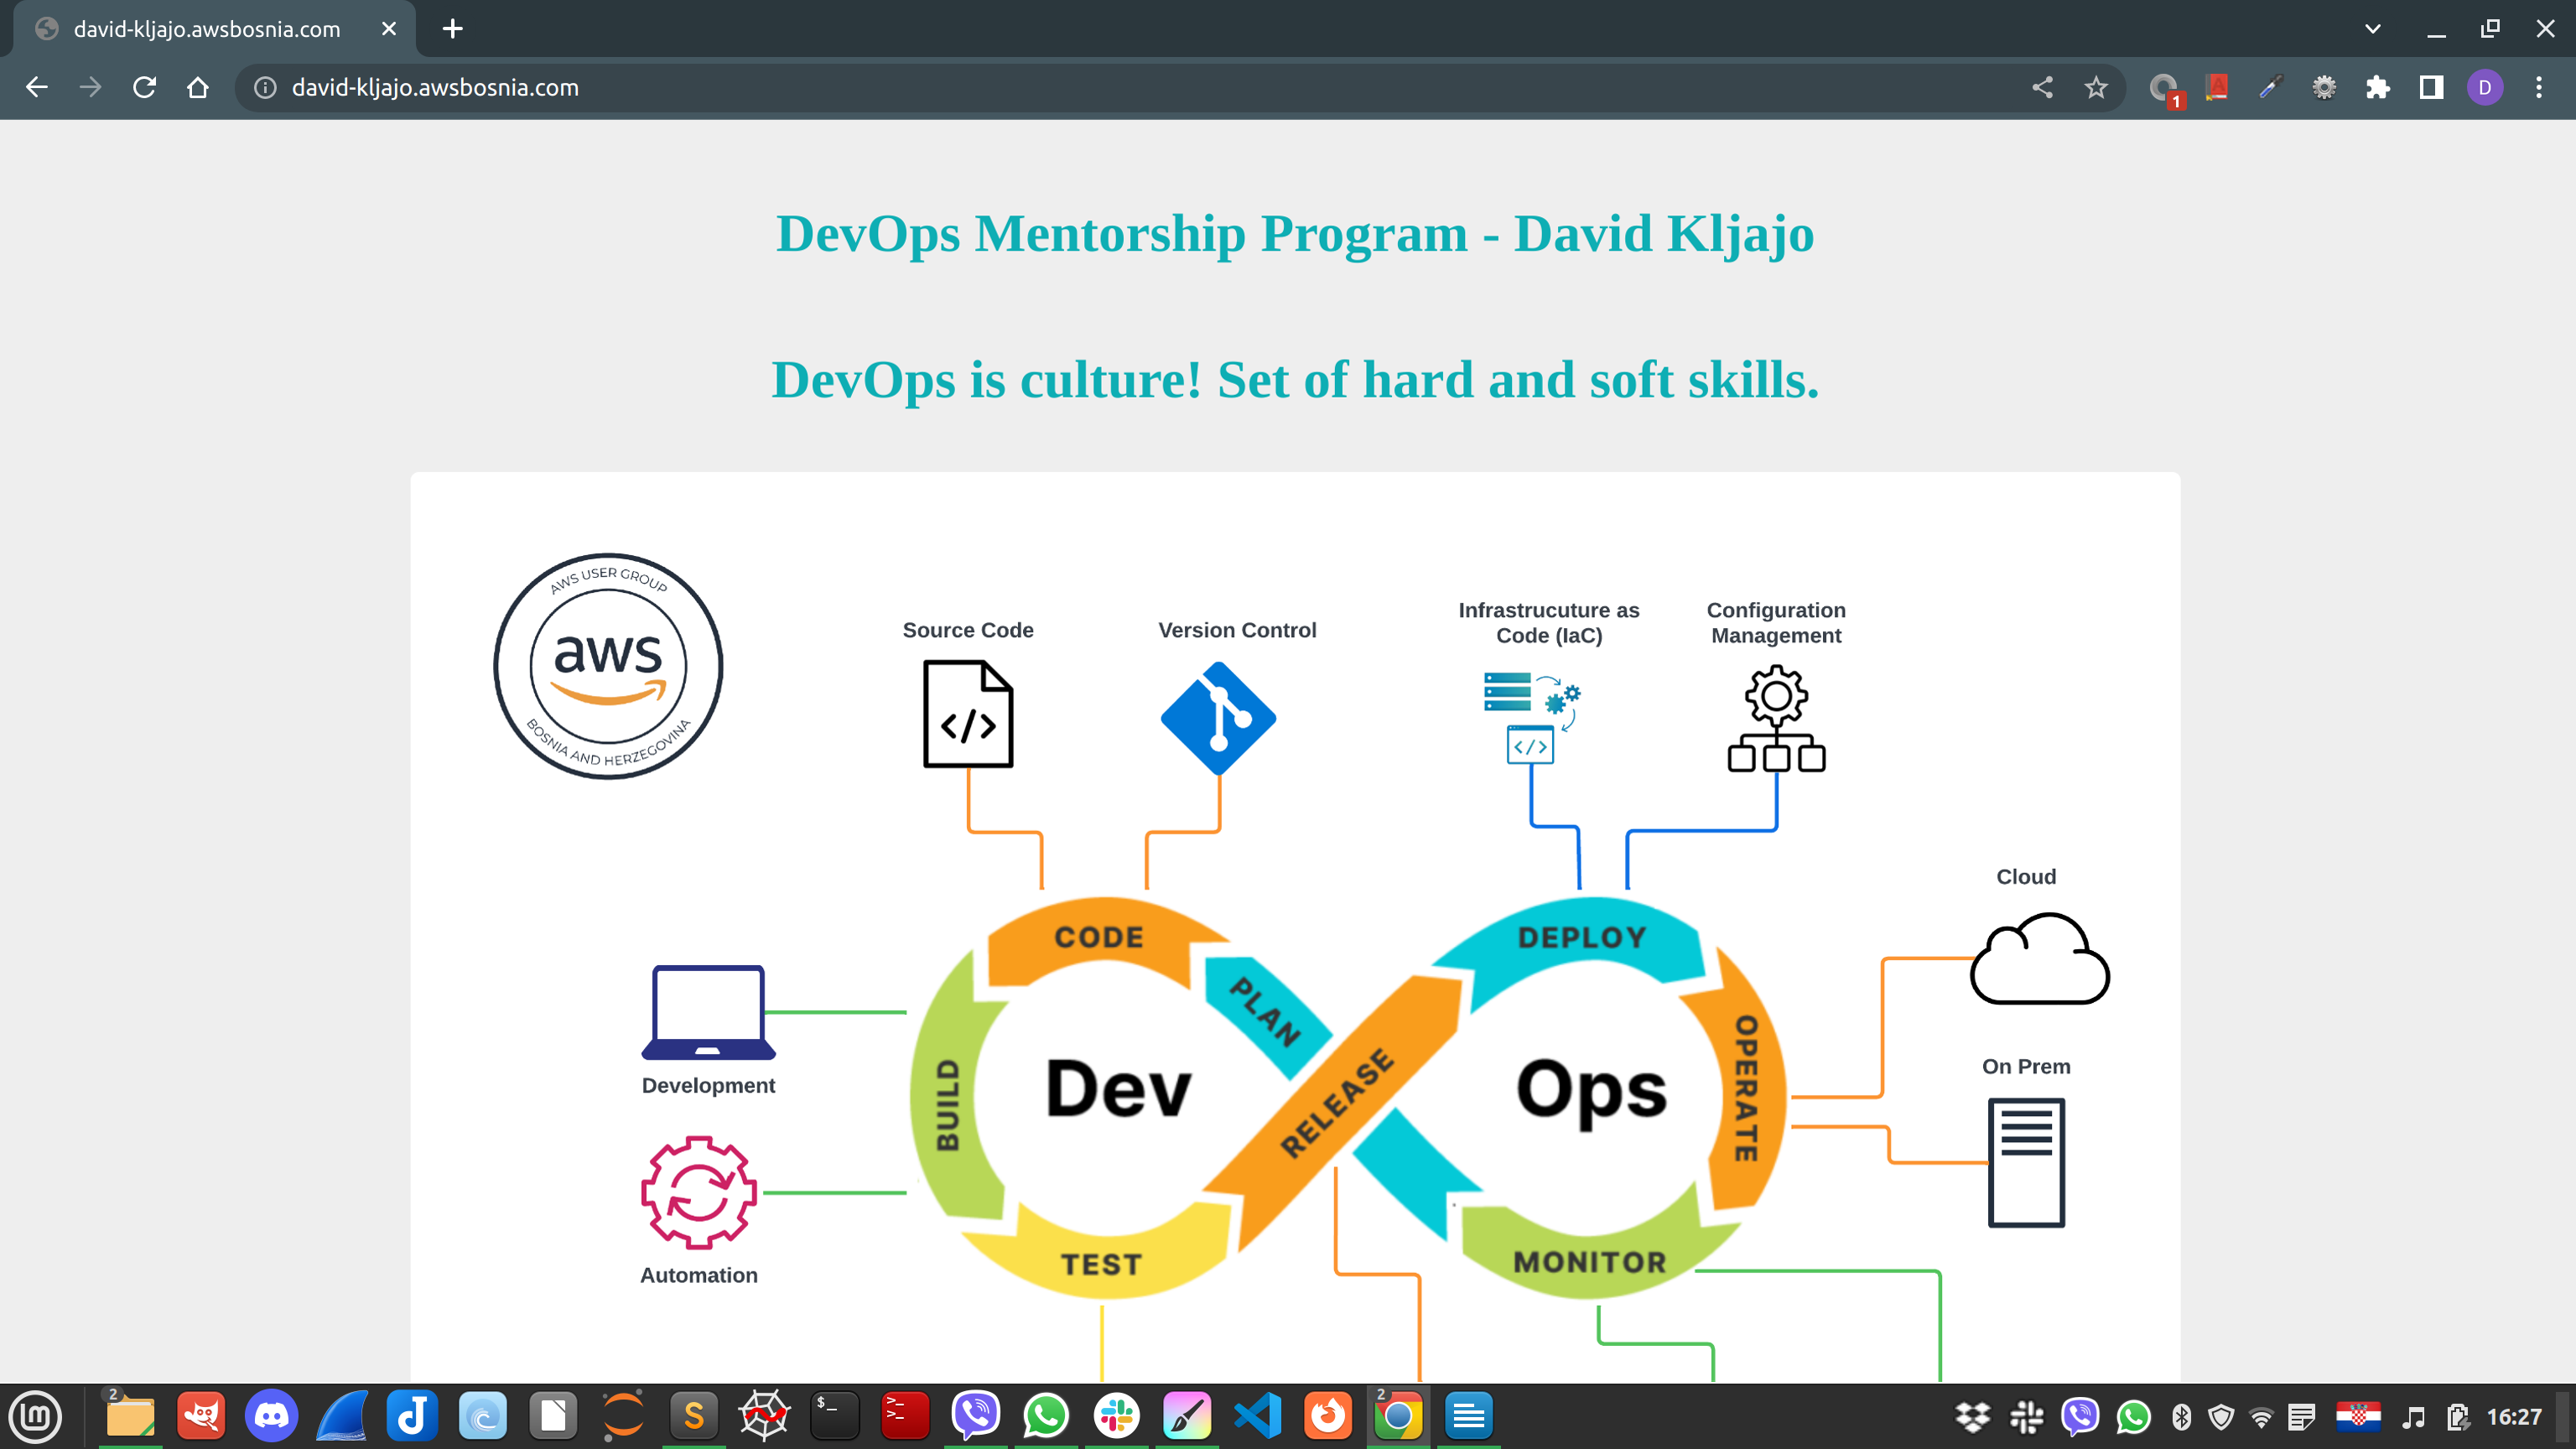 david-kljajo.awsbosnia.com
david-kljajo.awsbosnia.com
1
D
DevOps Mentorship Program - David Kljajo
DevOps is culture! Set of hard and soft skills.
AWS USER GROUP
aws
BOSNIA AND HERZEGOVINA
Source Code
Version Control
Infrastrucuture as
Code (IaC)
Configuration
Management
</>
</>
Cloud
CODE
DEPLOY
PLAN
OPERATE
On Prem
Development
BUILD
Dev
RELEASE
Ops
TEST
MONITOR
Automation
2
$_
>_
>_
S
2
16:27